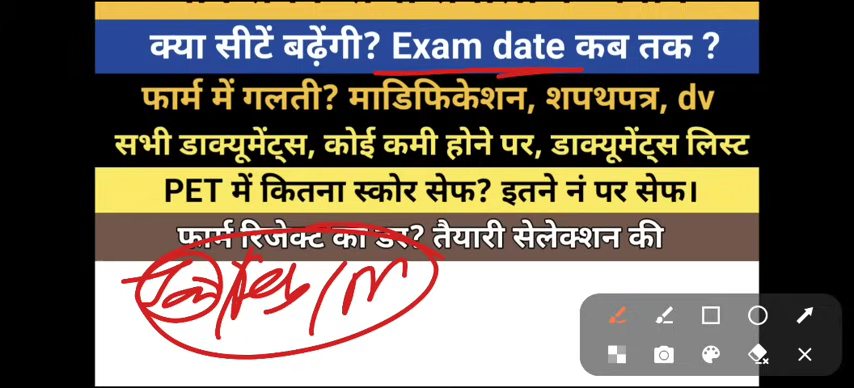 क्या सीटें बढ़ेंगी? Exam date कब तक ?
फार्म में गलती? माडिफिकेशन, शपथपत्र, dv
सभी डाक्यूमेंट्स, कोई कमी होने पर, डाक्यूमेंट्स लिस्ट
PET में कितना स्कोर सेफ? इतने नं पर सेफ।
फार्म रिजेक्ट का डर? तैयारी सेलेक्शन की